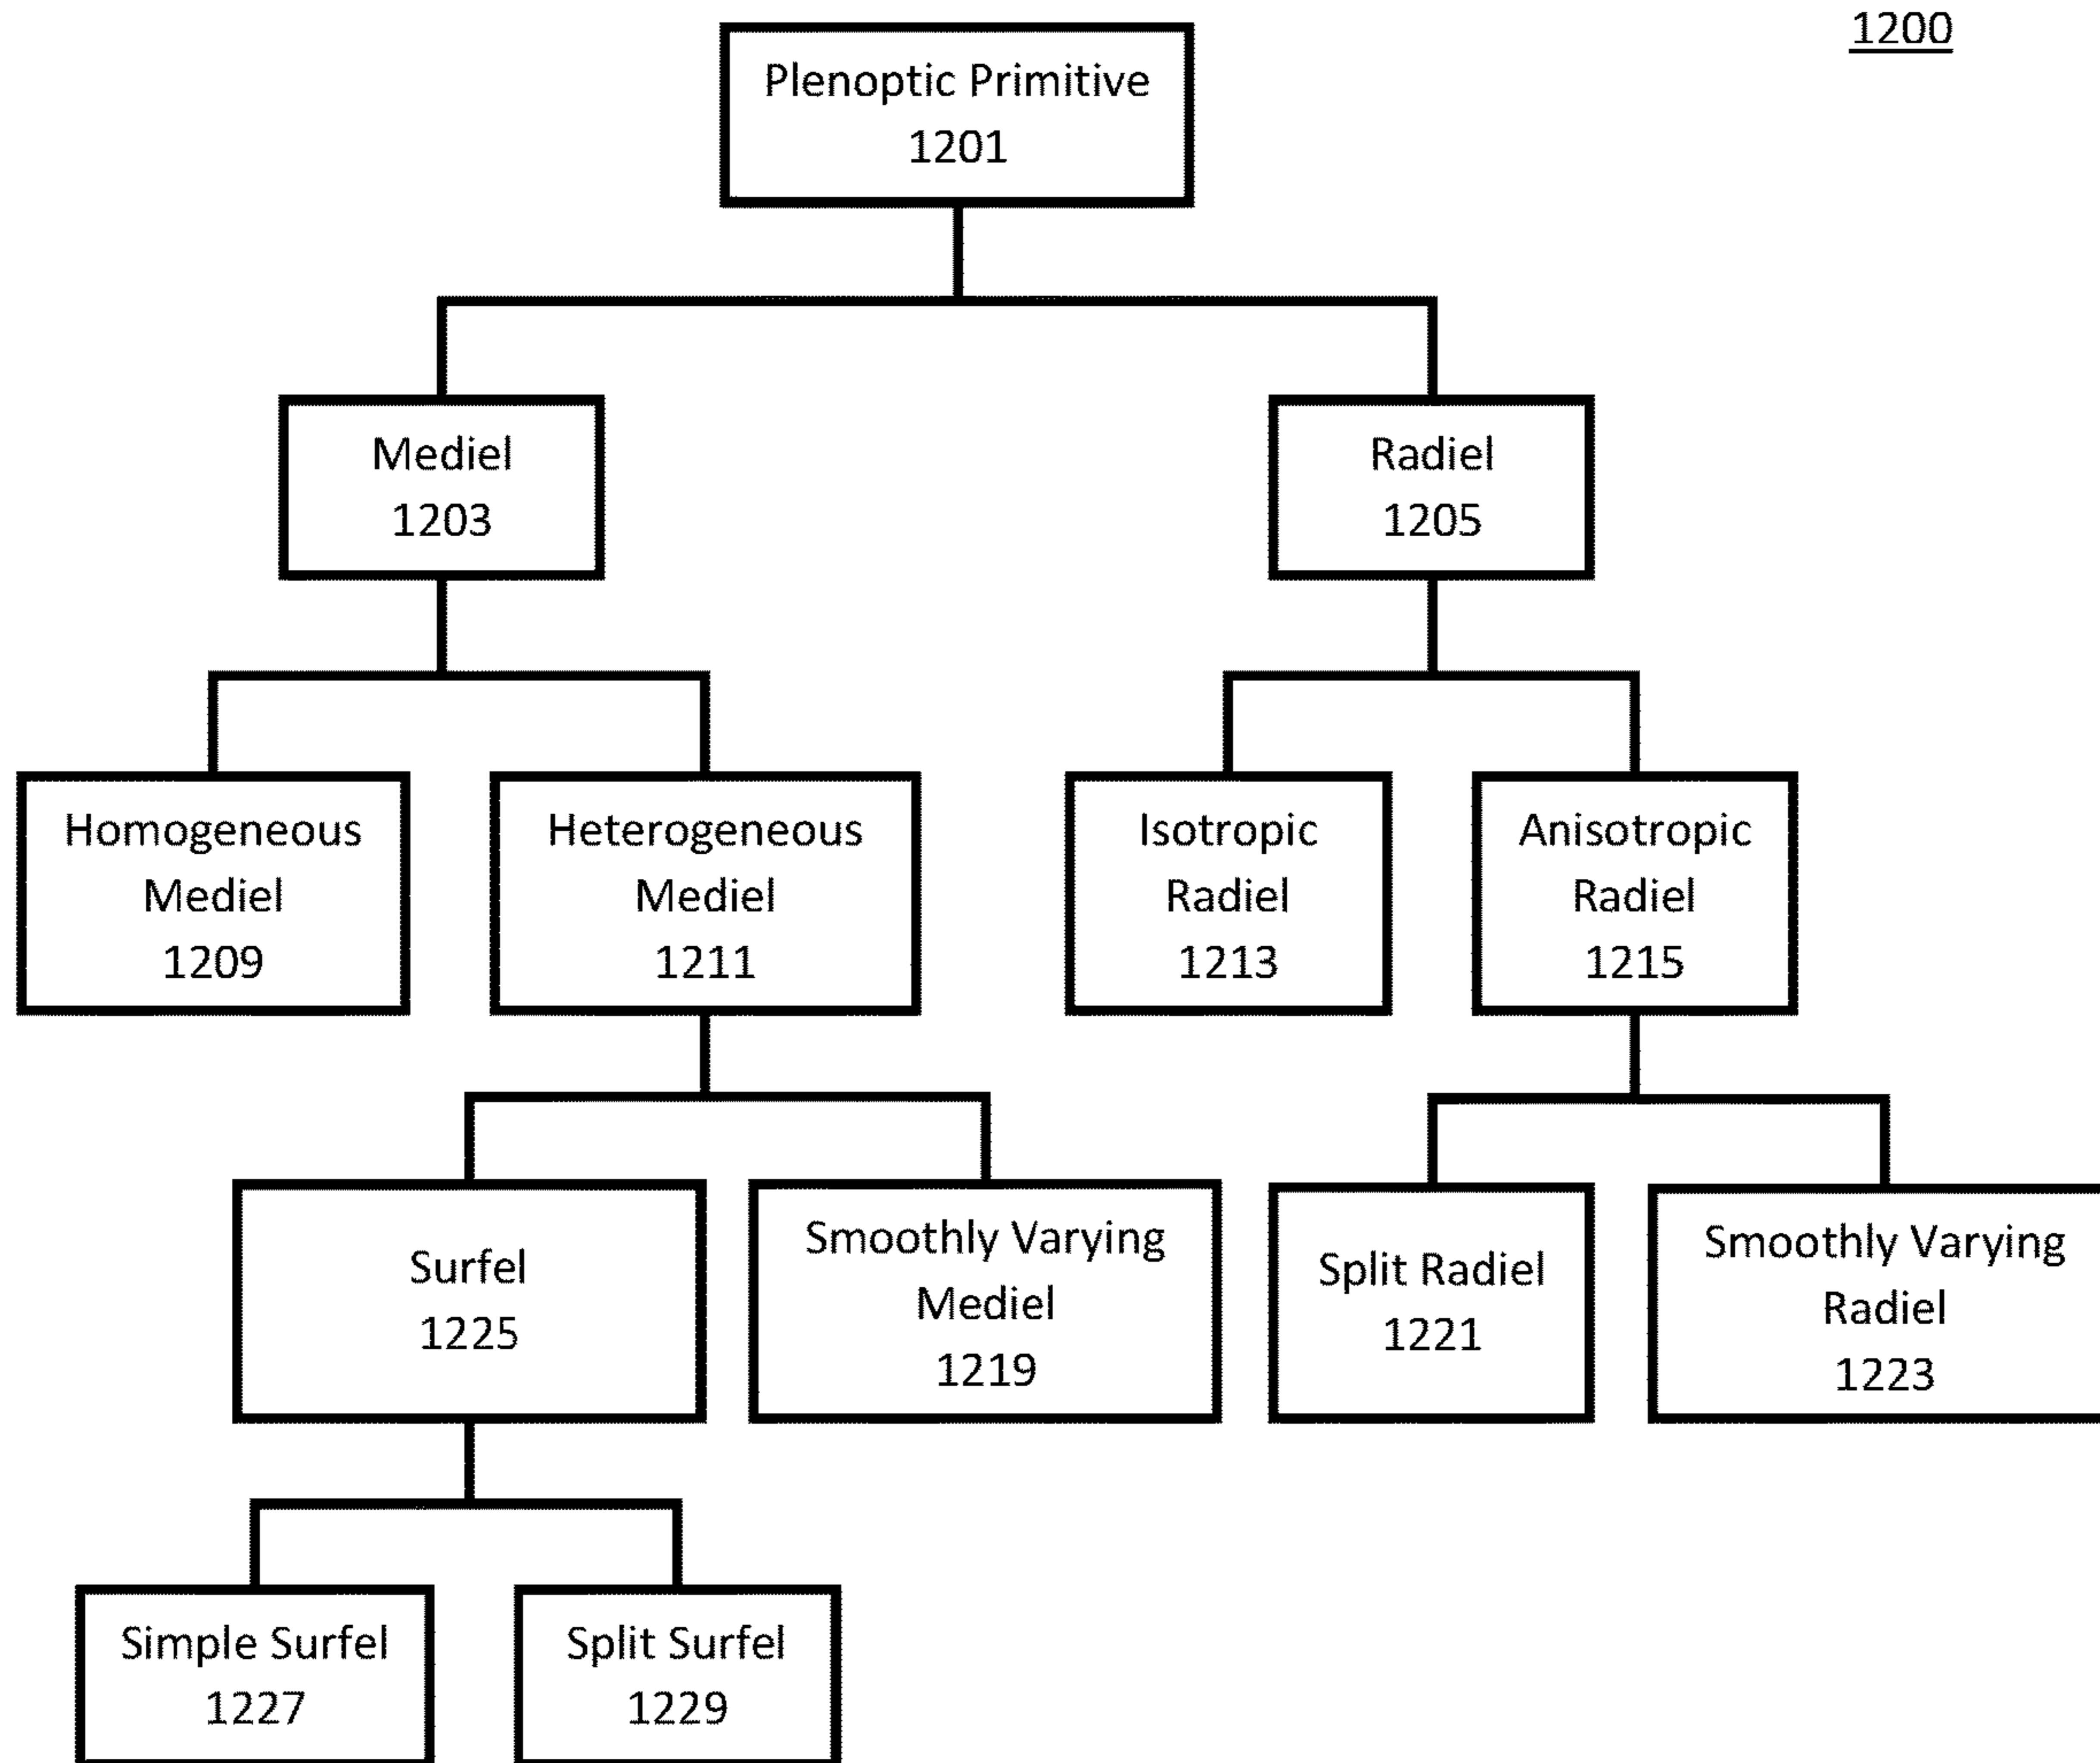 1200
Plenoptic Primitive
1201
Mediel
1203
Radiel
1205
Homogeneous
Mediel
1209
Heterogeneous
Mediel
1211
Isotropic
Radiel
1213
Anisotropic
Radiel
1215
Surfel
1225
Smoothly Varying
Mediel
1219
Split Radiel
1221
Smoothly Varying
Radiel
1223
Simple Surfel
1227
Split Surfel
1229